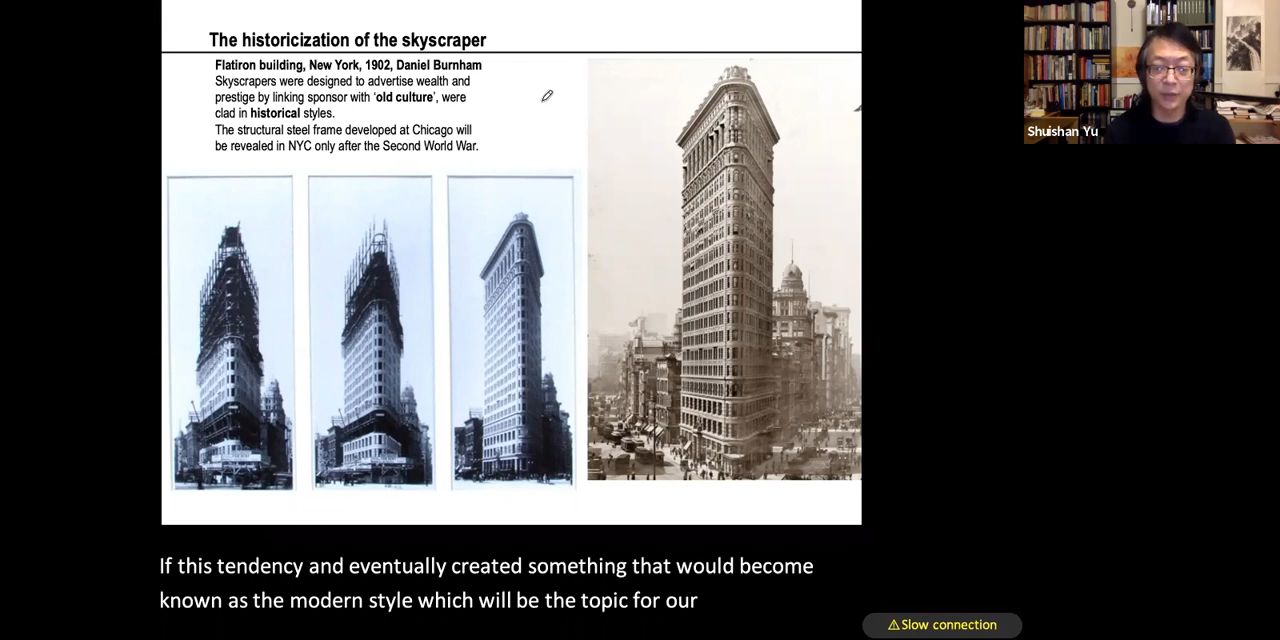 The historicization of the skyscraper
Flatiron building, New York, 1902, Daniel Burnham
Skyscrapers were designed to advertise wealth and
prestige by linking sponsor with ‘old culture’, were
clad in historical styles.
The structural steel frame developed at Chicago will
be revealed in NYC only after the Second World War.
Shuishan Yu
If this tendency and eventually created something that would become
known as the modern style which will be the topic for our
⚠Slow connection